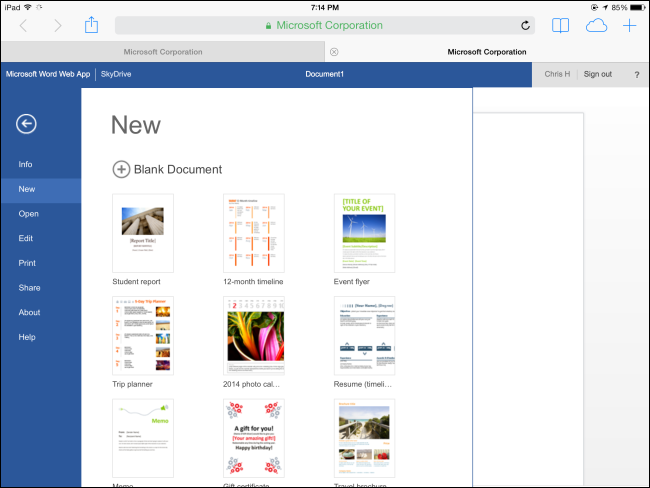 iPad 7:14 PM 85%
Microsoft Corporation
Microsoft Corporation Microsoft Corporation
Microsoft Word Web App SkyDrive Document1 Chris H Sign out ?
New
Blank Document
Info
New
Open
Edit
Print
Share
About
Help
[Report Title]
[TITLE OF
YOUR EVENT]
Student report 12-month timeline Event flyer
5-Day Trip Planner
2
[Your Name]
Trip planner 2014 photo cal... Resume (timeli...
Memo
A gift for you!
[Your amazing gift!]
Happy birthday!
Memo Gift certificate Travel brochure